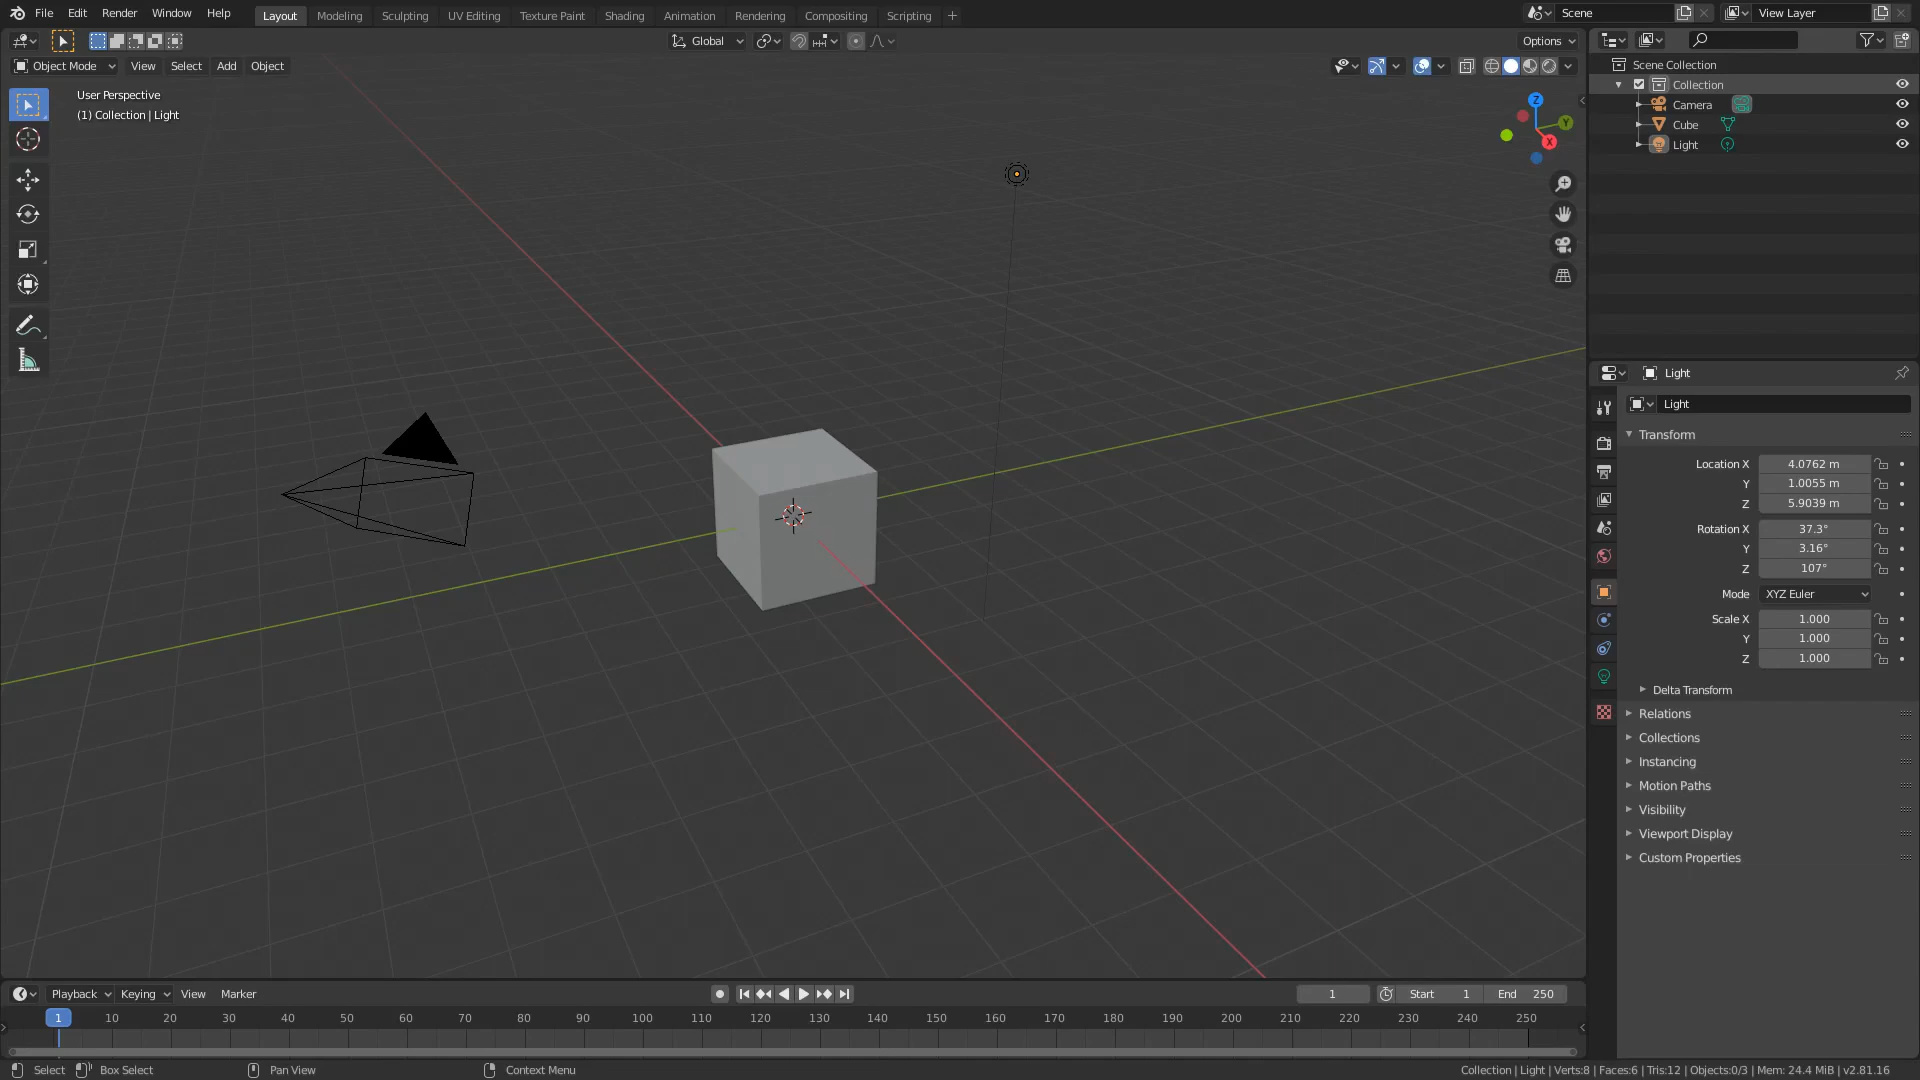 File Edit Render Window Help Layout Modeling Sculpting UV Editing Texture Paint Shading Animation Rendering Compositing Scripting + Scene View Layer
Global Options
Object Mode View Select Add Object
User Perspective
(1) Collection | Light
Z
Y
X
Scene Collection
Collection
Camera
Cube
Light
Light
Light
Transform
Location X 4.0762 m
Y 1.0055 m
Z 5.9039 m
Rotation X 37.3°
Y 3.16°
Z 107°
Mode XYZ Euler
Scale X 1.000
Y 1.000
Z 1.000
Delta Transform
Relations
Collections
Instancing
Motion Paths
Visibility
Viewport Display
Custom Properties
Playback Keying View Marker 1 Start 1 End 250
1 10 20 30 40 50 60 70 80 90 100 110 120 130 140 150 160 170 180 190 200 210 220 230 240 250
Select Box Select Pan View Context Menu Collection | Light | Verts:8 | Faces:6 | Tris:12 | Objects:0/3 | Mem: 24.4 MiB | v2.81.16